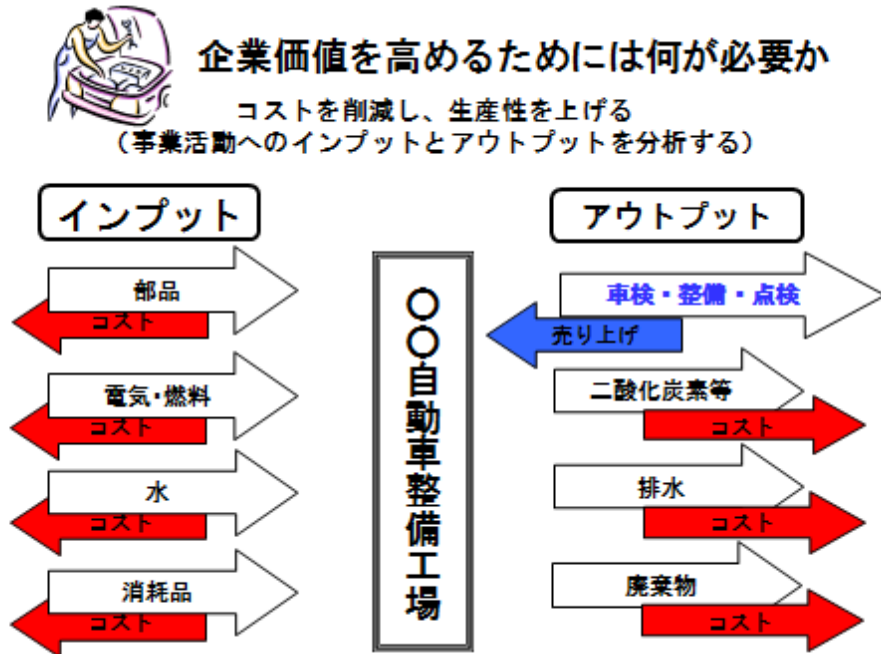 企業価値を高めるためには何が必要か
コストを削減し、生産性を上げる
（事業活動へのインプットとアウトプットを分析する）
インプット
部品
コスト
電気・燃料
コスト
水
コスト
消耗品
コスト
〇〇自動車整備工場
アウトプット
車検・整備・点検
売り上げ
二酸化炭素等
コスト
排水
コスト
廃棄物
コスト